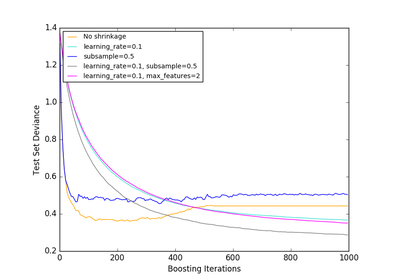 1.4
1.2
1.0
0.8
0.6
0.4
0.2
Test Set Deviance
No shrinkage
learning_rate=0.1
subsample=0.5
learning_rate=0.1, subsample=0.5
learning_rate=0.1, max_features=2
0 200 400 600 800 1000
Boosting Iterations